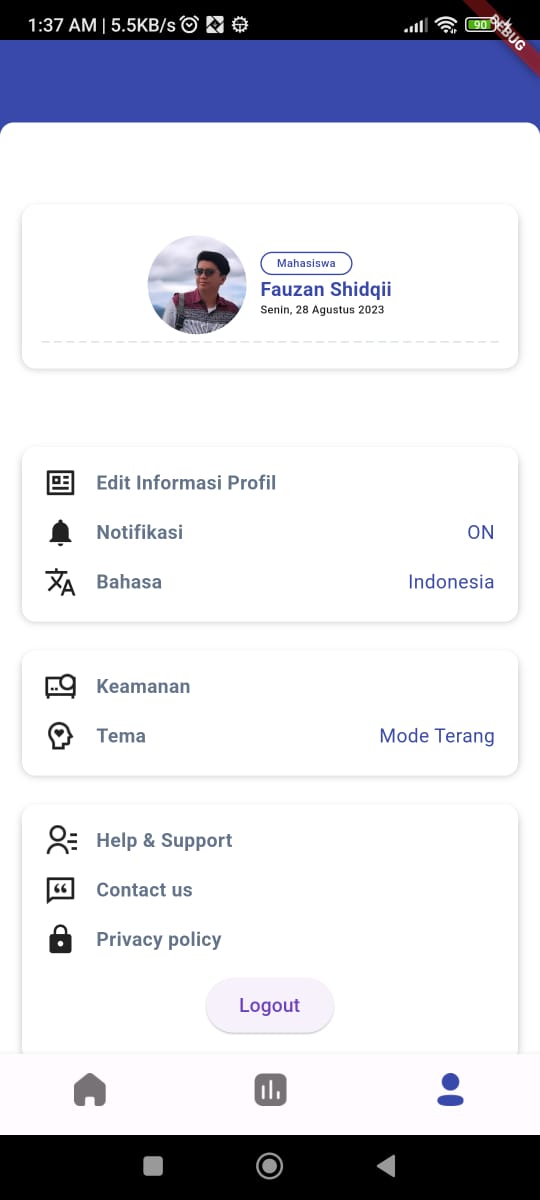 1:37 AM | 5.5KB/s
90
DEBUG
Mahasiswa
Fauzan Shidqii
Senin, 28 Agustus 2023
Edit Informasi Profil
Notifikasi ON
Bahasa Indonesia
Keamanan
Tema Mode Terang
Help & Support
Contact us
Privacy policy
Logout